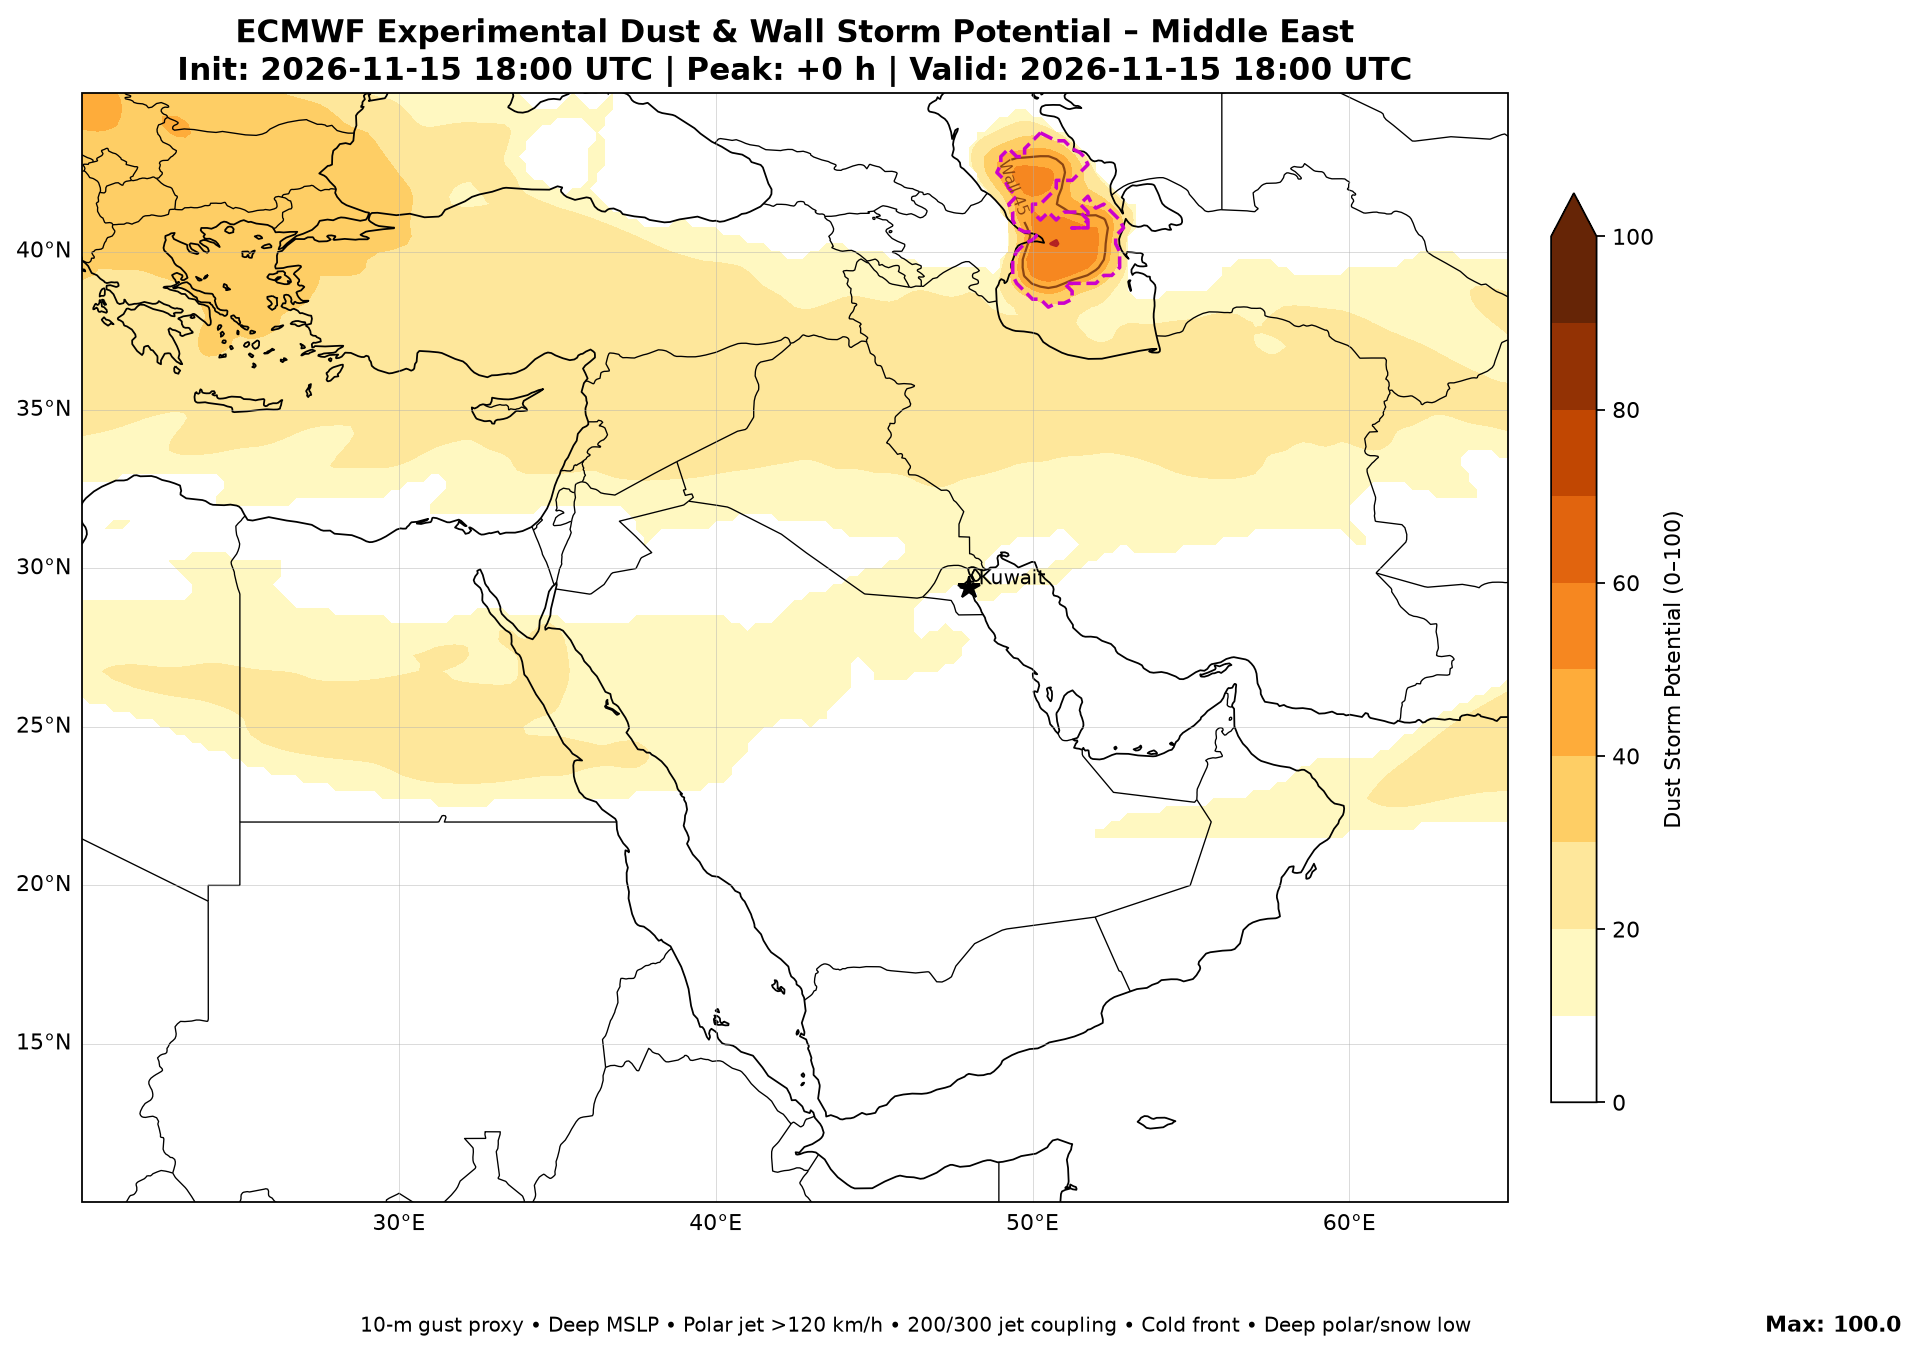 ECMWF Experimental Dust & Wall Storm Potential – Middle East
Init: 2026-11-15 18:00 UTC | Peak: +0 h | Valid: 2026-11-15 18:00 UTC
40°N
35°N
30°N
25°N
20°N
15°N
30°E
40°E
50°E
60°E
Wall 45
Kuwait
100
80
60
40
20
0
Dust Storm Potential (0–100)
10-m gust proxy • Deep MSLP • Polar jet >120 km/h • 200/300 jet coupling • Cold front • Deep polar/snow low
Max: 100.0